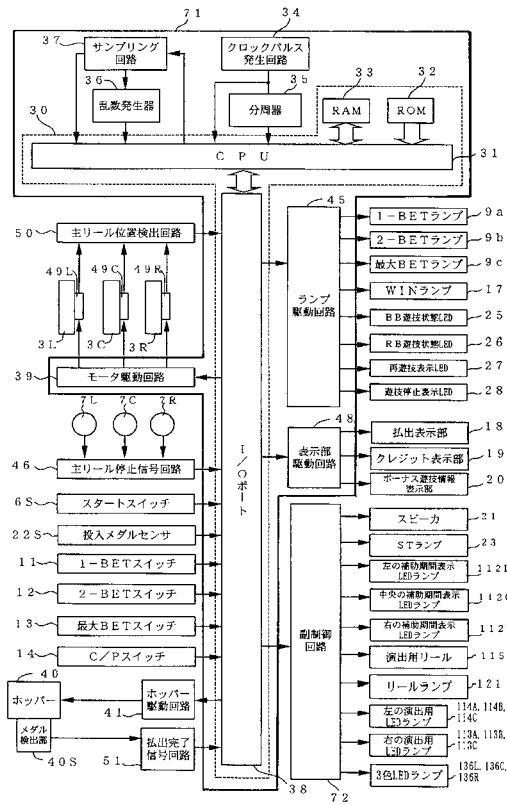 71
37
サンプリング
回路
34
クロックパルス
発生回路
36
乱数発生器
35
分周器
33
RAM
32
ROM
30
CPU
31
50
主リール位置検出回路
49L
49C
49R
3L
3C
3R
39
モータ駆動回路
7L
7C
7R
46
主リール停止信号回路
6S
スタートスイッチ
22S
投入メダルセンサ
11
1-BETスイッチ
12
2-BETスイッチ
13
最大BETスイッチ
14
C/Pスイッチ
40
ホッパー
メダル
検出部
40S
41
ホッパー
駆動回路
51
払出完了
信号回路
I/Oポート
38
45
ランプ
駆動回路
1-BETランプ
9a
2-BETランプ
9b
最大BETランプ
9c
WINランプ
17
BB遊技状態LED
25
RB遊技状態LED
26
再遊技表示LED
27
遊技停止表示LED
28
48
表示部
駆動回路
払出表示部
18
クレジット表示部
19
ボーナス遊技情報
表示部
20
副制御
回路
72
スピーカ
21
STランプ
23
左の補助期間表示
LEDランプ
中央の補助期間表示
LEDランプ
右の補助期間表示
LEDランプ
演出用リール
115
リールランプ
121
左の演出用
LEDランプ
114A, 114B,
114C
右の演出用
LEDランプ
113A, 113B,
113C
3色LEDランプ
136L, 136C,
136R